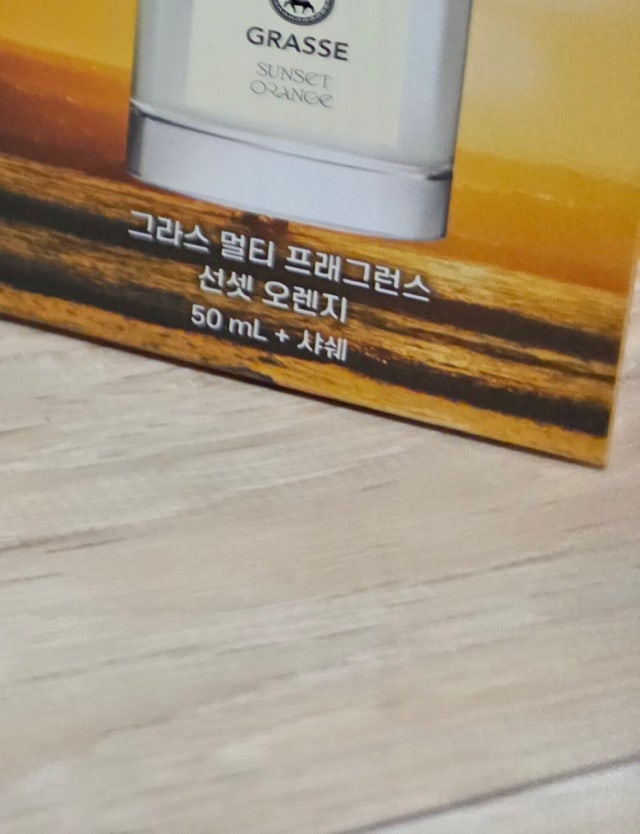 GRASSE
SUNSET
ORANGE
그라스 멀티 프래그런스
선셋 오렌지
50 mL + 샤쉐